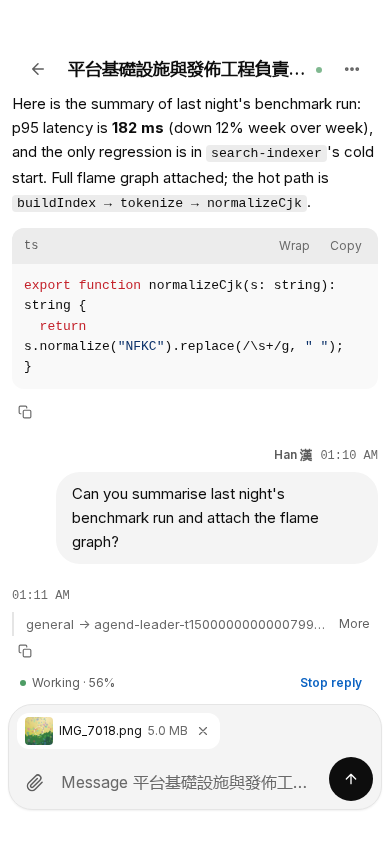 平台基礎設施與發佈工程負責…
Here is the summary of last night's benchmark run:
p95 latency is 182 ms (down 12% week over week),
and the only regression is in search-indexer's cold
start. Full flame graph attached; the hot path is
buildIndex → tokenize → normalizeCjk.
ts Wrap Copy
export function normalizeCjk(s: string):
string {
return
s.normalize("NFKC").replace(/\s+/g, " ");
}
Han 漢 01:10 AM
Can you summarise last night's
benchmark run and attach the flame
graph?
01:11 AM
general → agend-leader-t1500000000000799… More
Working · 56% Stop reply
IMG_7018.png 5.0 MB
Message 平台基礎設施與發佈工…